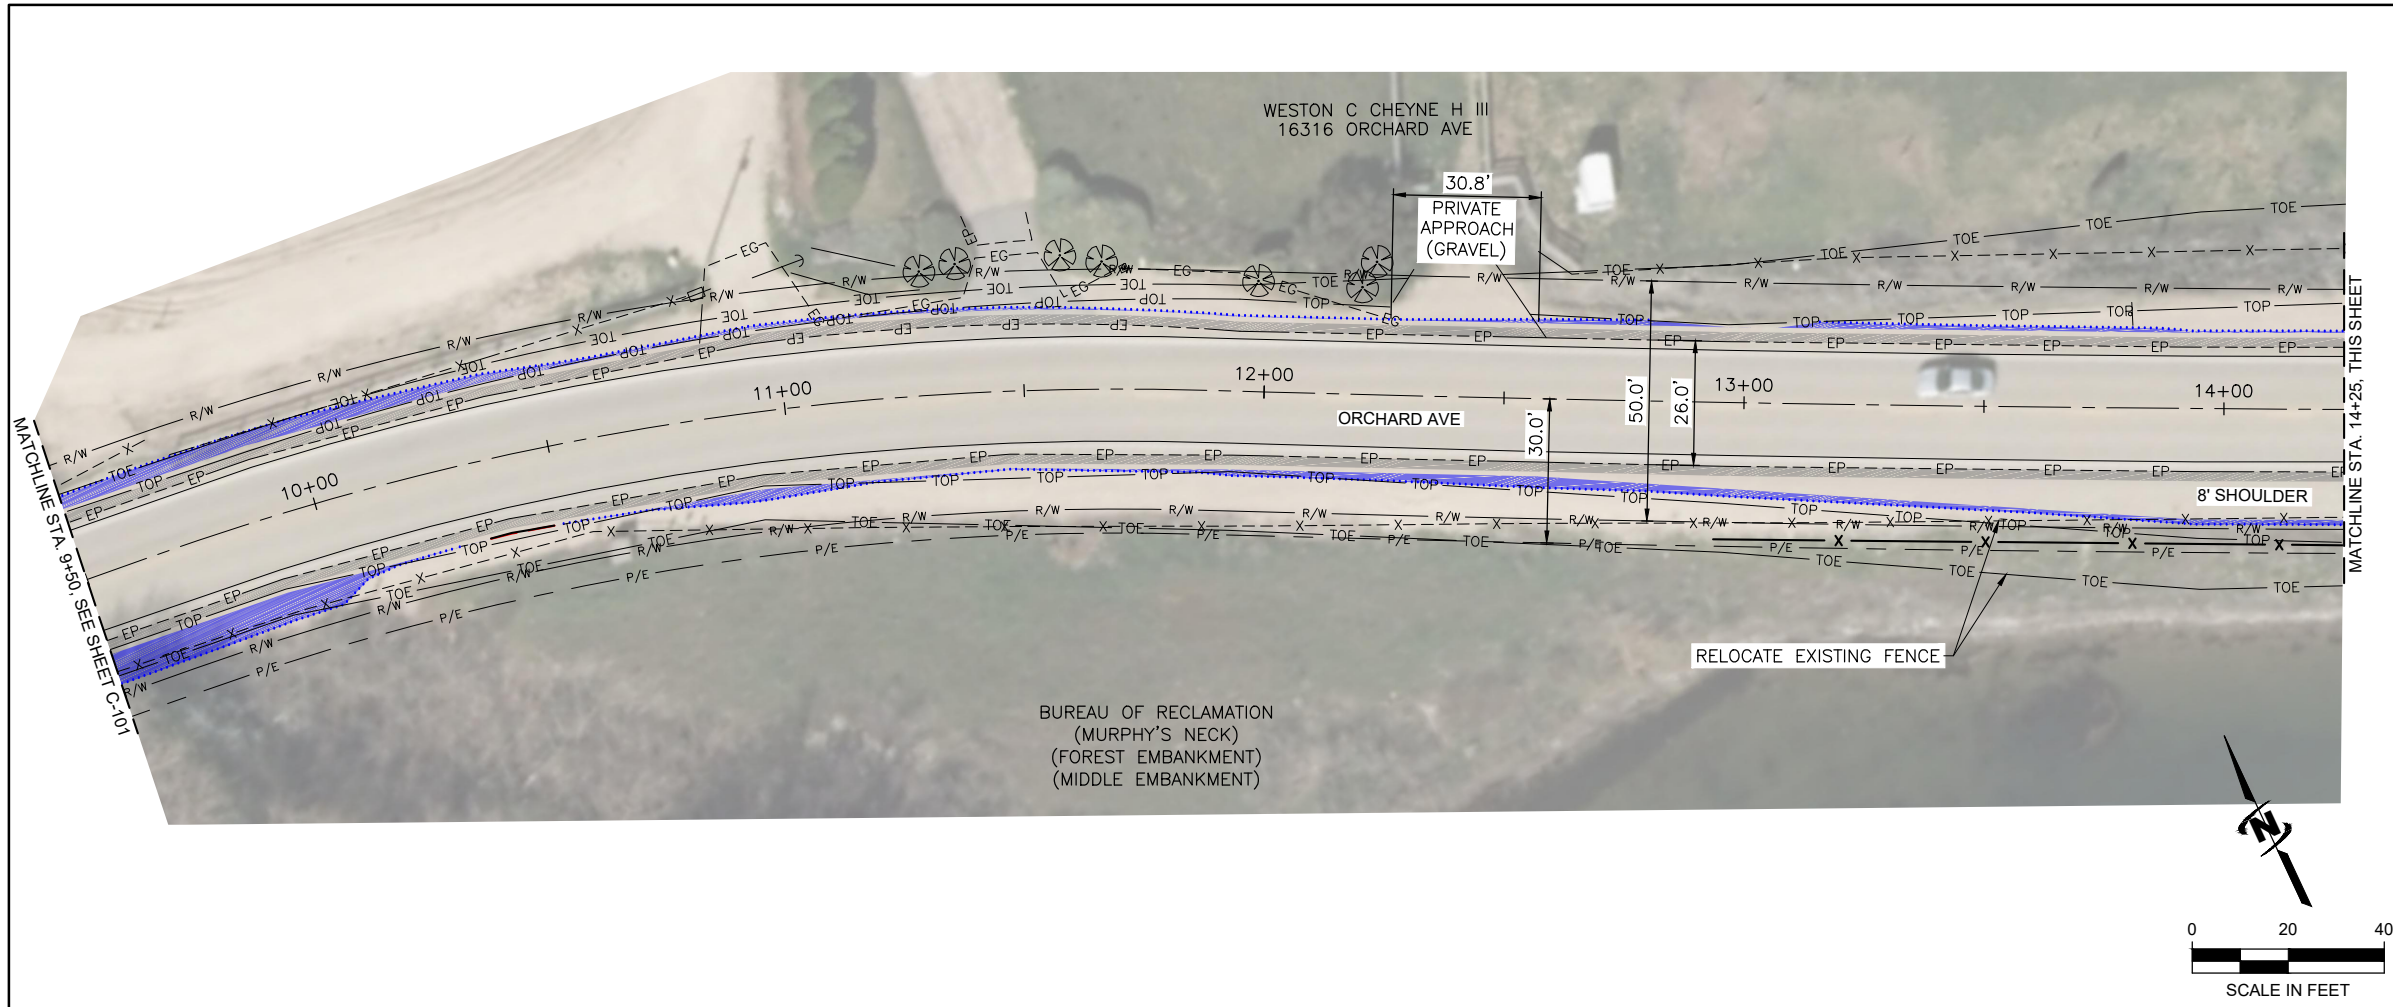 WESTON C CHEYNE H III
16316 ORCHARD AVE
30.8'
PRIVATE
APPROACH
(GRAVEL)
10+00
11+00
12+00
13+00
14+00
ORCHARD AVE
30.0'
50.0'
26.0'
8' SHOULDER
R/W
TOE
TOP
EP
EG
P/E
X
RELOCATE EXISTING FENCE
BUREAU OF RECLAMATION
(MURPHY'S NECK)
(FOREST EMBANKMENT)
(MIDDLE EMBANKMENT)
MATCHLINE STA. 9+50, SEE SHEET C-101
MATCHLINE STA. 14+25, THIS SHEET
N
0 20 40
SCALE IN FEET